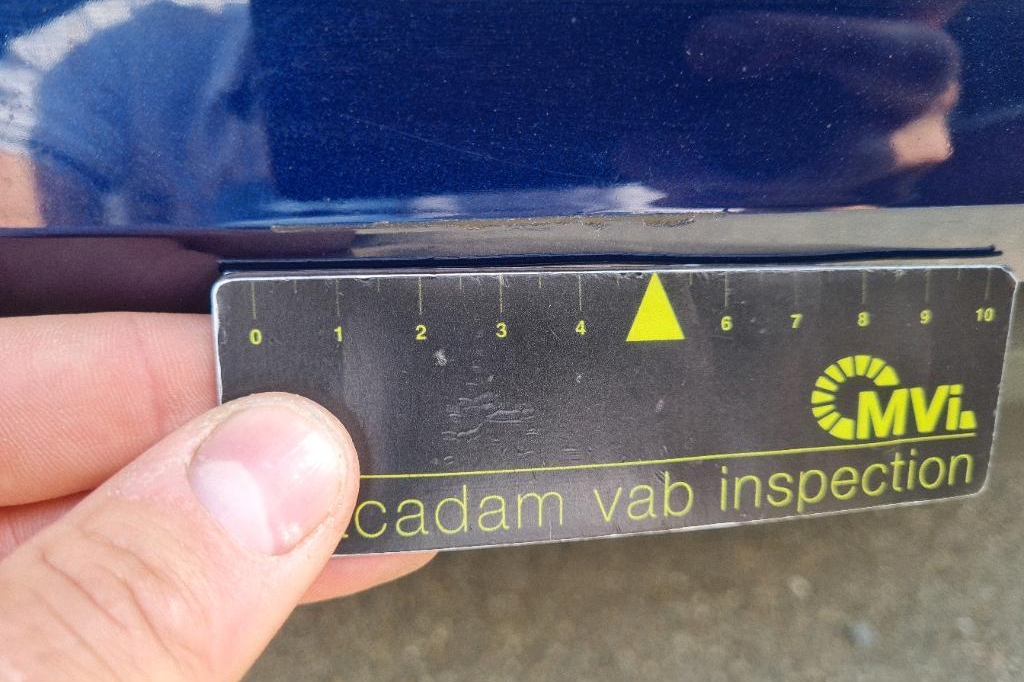 0 1 2 3 4 6 7 8 9 10
MVi
cadam vab inspection